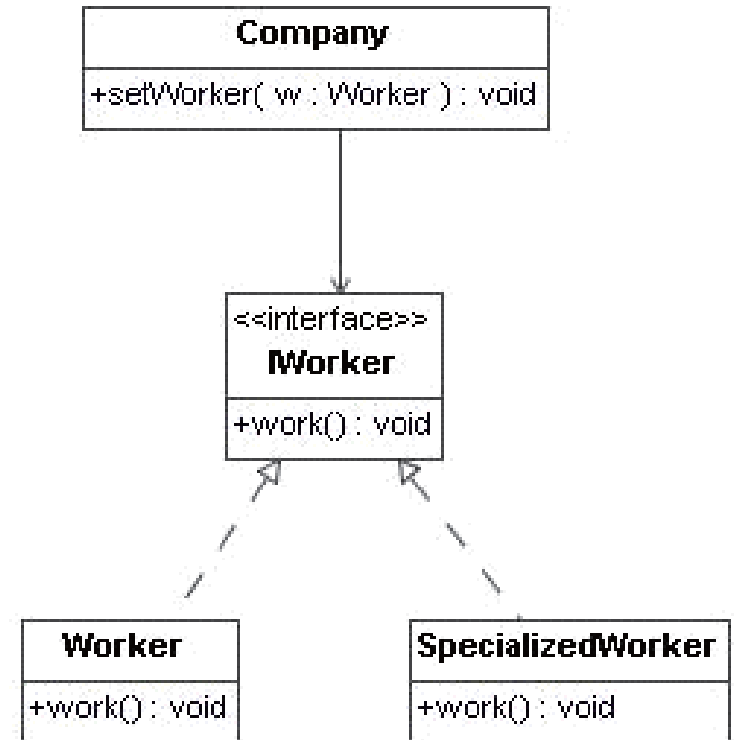 Company
+setWorker( w : Worker ) : void
<<interface>>
IWorker
+work() : void
Worker
+work() : void
SpecializedWorker
+work() : void